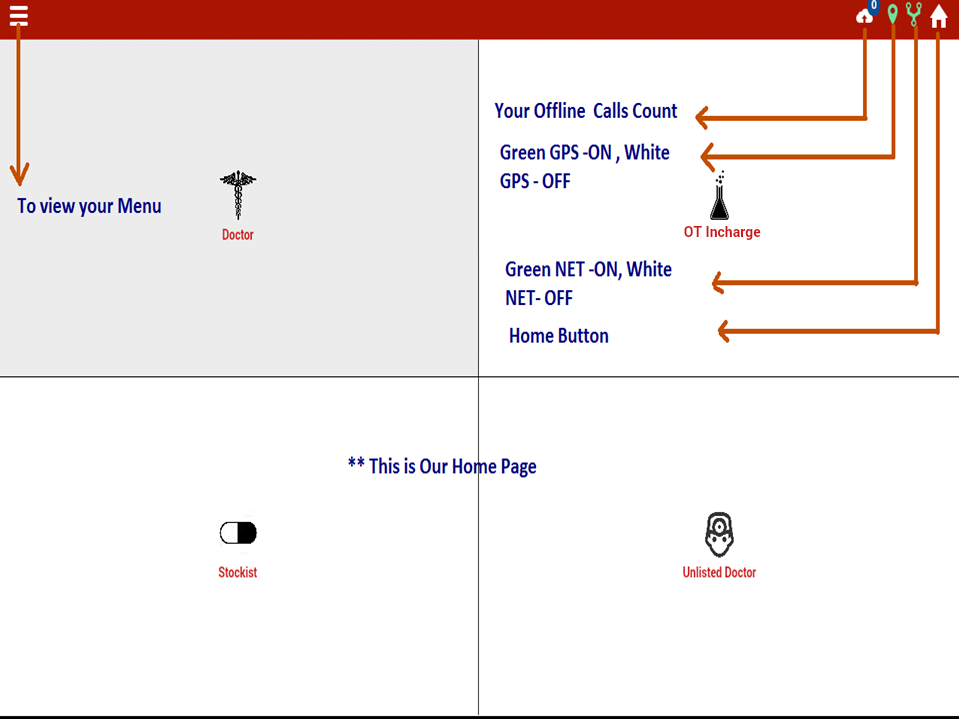 0
Your Offline  Calls Count
Green GPS -ON , White
GPS - OFF
To view your Menu
Doctor
OT Incharge
Green NET -ON, White
NET- OFF
Home Button
** This is Our Home Page
Stockist
Unlisted Doctor